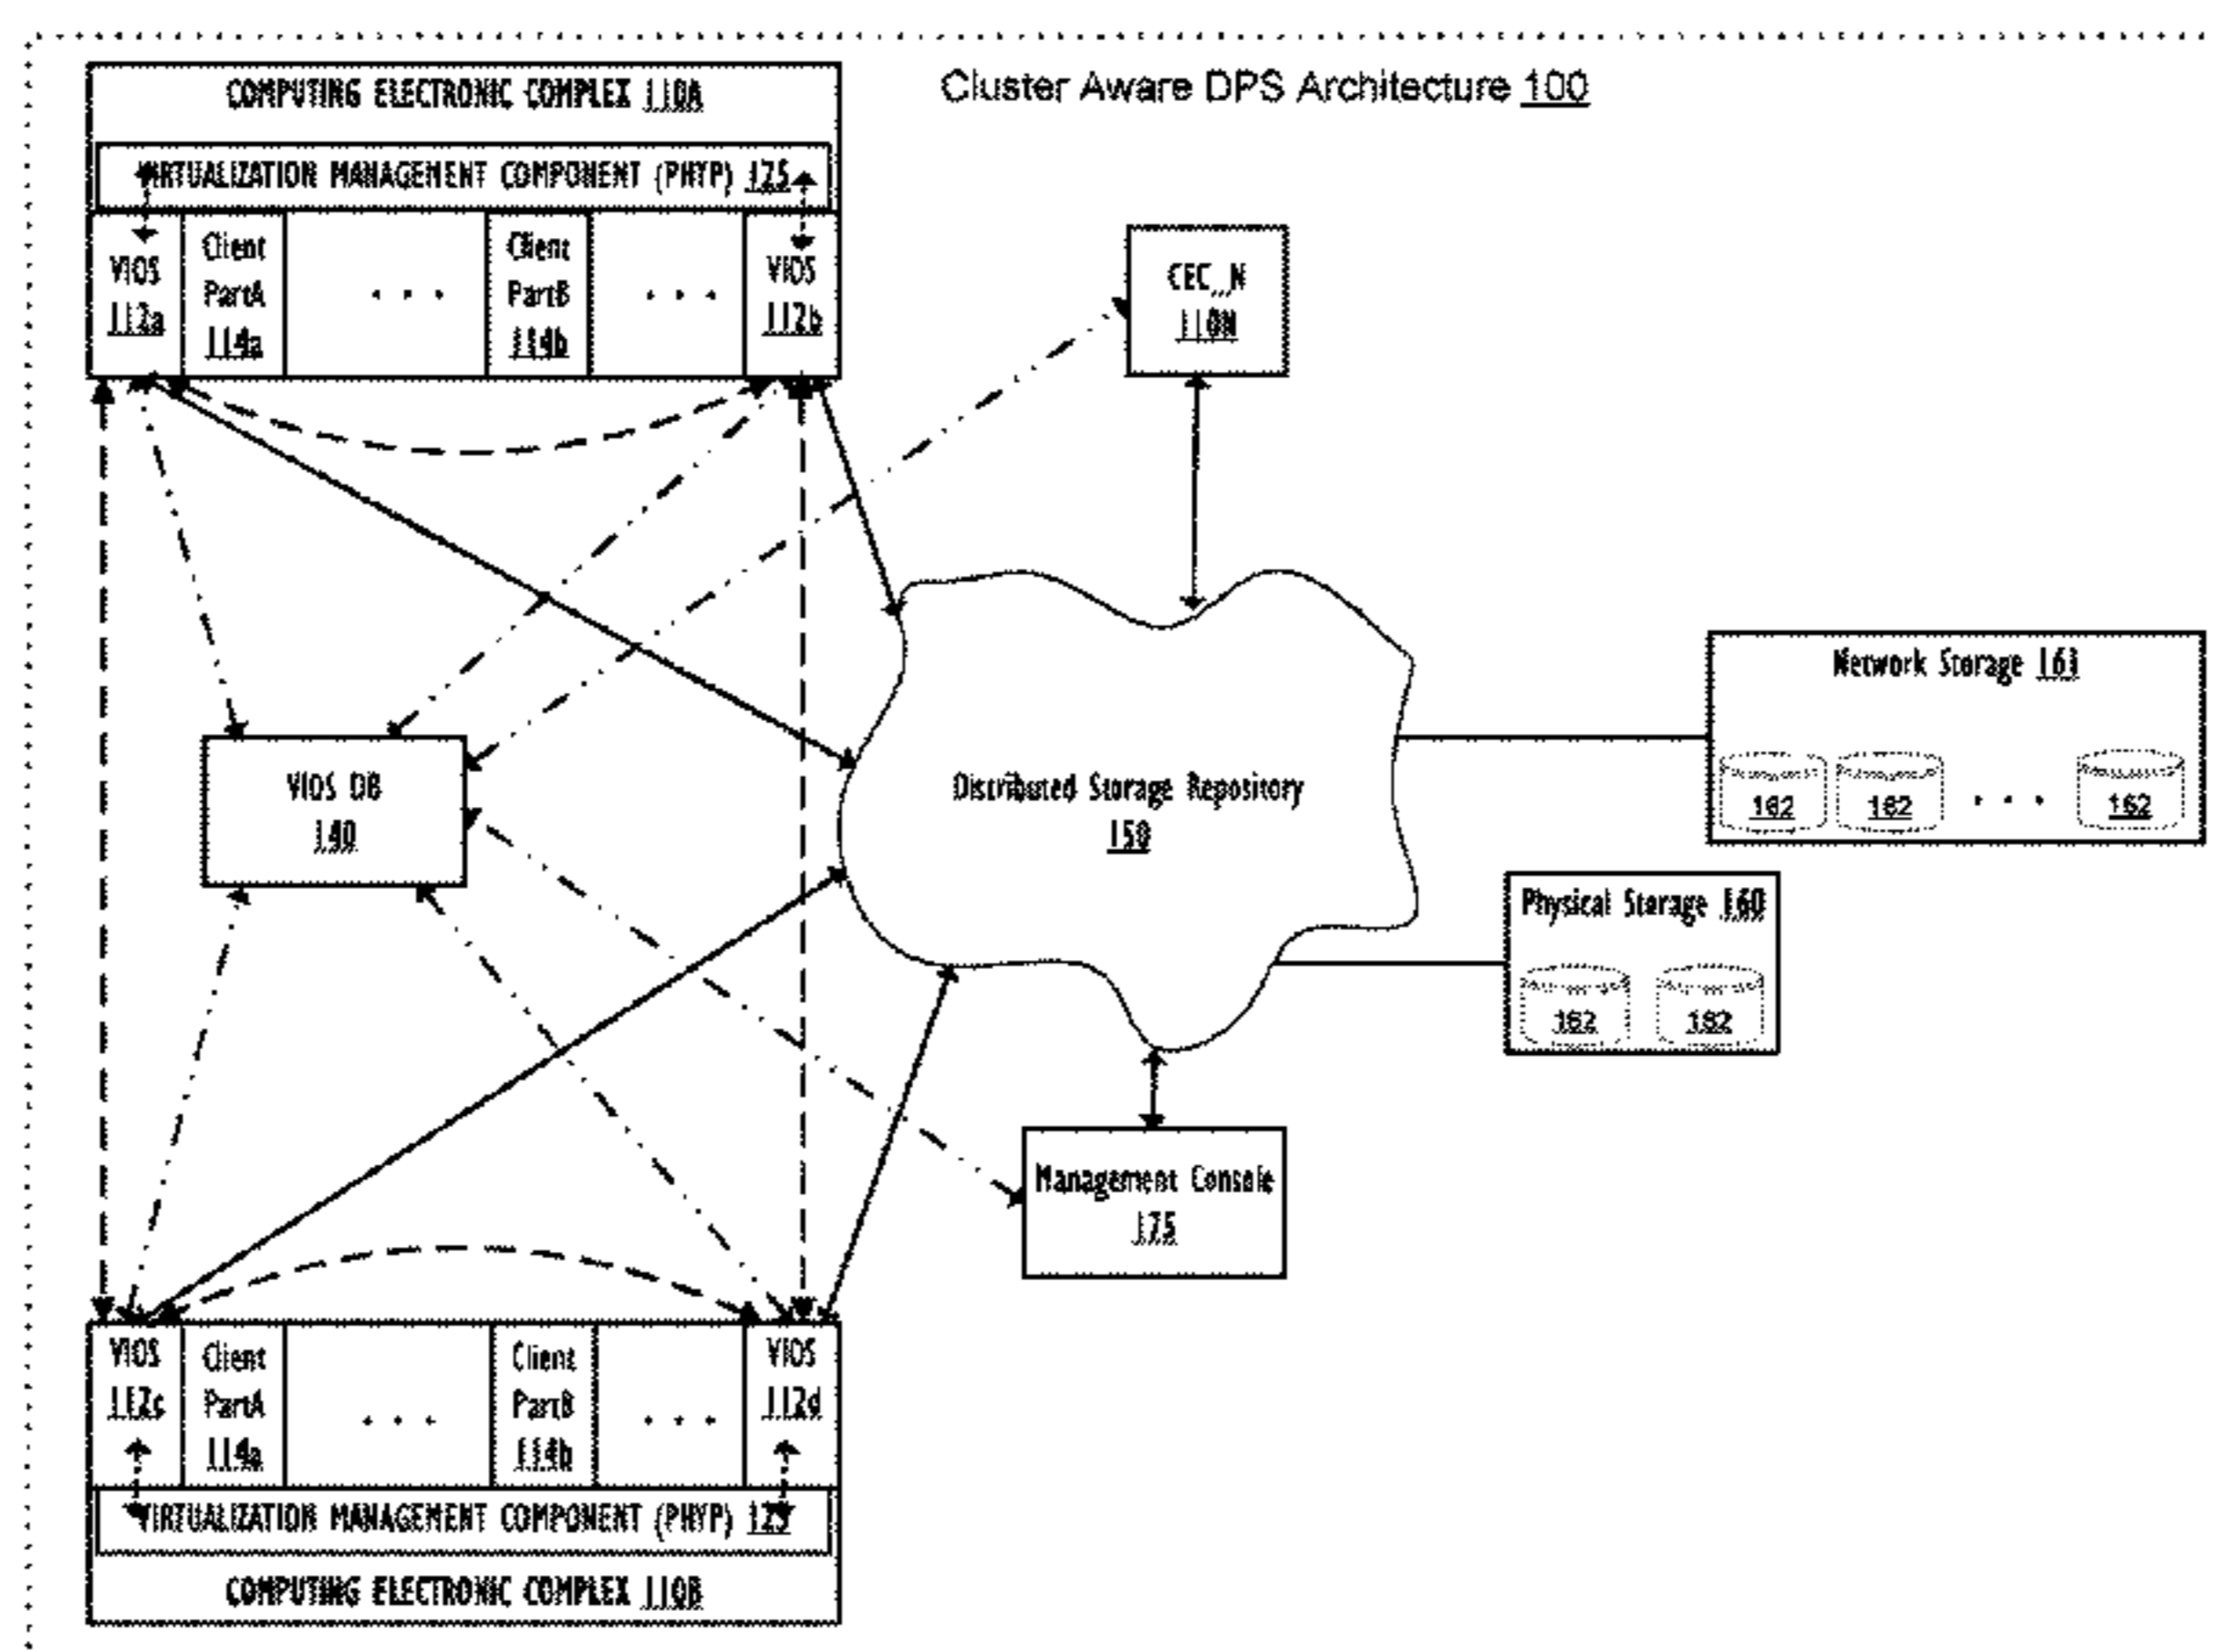 COMPUTING ELECTRONIC COMPLEX 110A
Cluster Aware DPS Architecture 100
VIRTUALIZATION MANAGEMENT COMPONENT (PHYP) 125
VIOS
112a
Client
PartA
114a
. . .
Client
PartB
114b
. . .
VIOS
112b
CEC_N
110N
Network Storage 161
162
162
. . .
162
VIOS DB
140
Distributed Storage Repository
150
Physical Storage 160
162
162
Management Console
175
VIOS
112c
Client
PartA
114a
. . .
Client
PartB
114b
. . .
VIOS
112d
VIRTUALIZATION MANAGEMENT COMPONENT (PHYP) 125
COMPUTING ELECTRONIC COMPLEX 110B